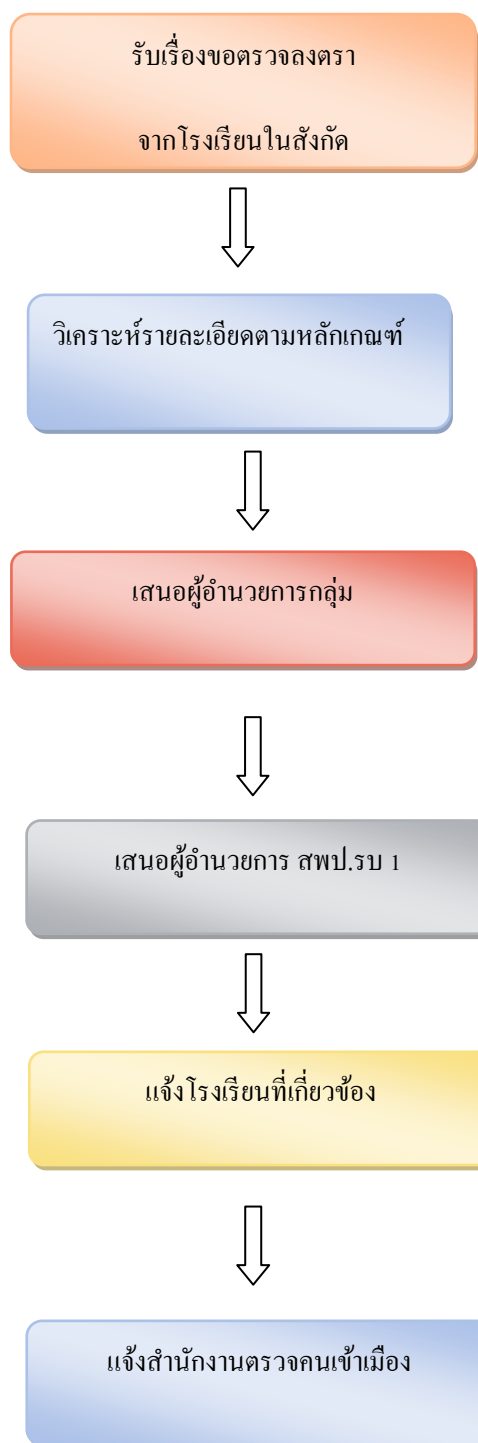 รับเรื่องขอตรวจลงตรา
จากโรงเรียนในสังกัด
วิเคราะห์รายละเอียดตามหลักเกณฑ์
เสนอผู้อำนวยการกลุ่ม
เสนอผู้อำนวยการ สพป.รบ 1
แจ้งโรงเรียนที่เกี่ยวข้อง
แจ้งสำนักงานตรวจคนเข้าเมือง